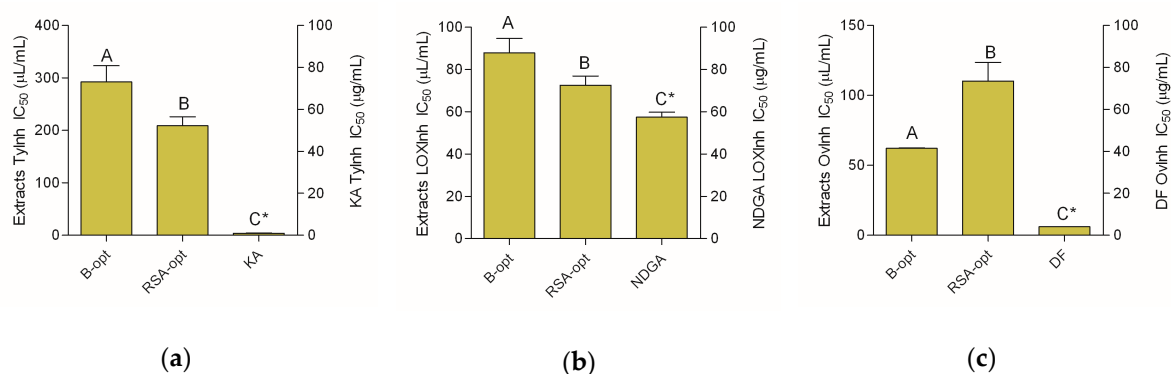 Extracts TyInh IC50 (μL/mL)
400
300
200
100
0
A
B
C*
100
80
60
40
20
0
KA TyInh IC50 (μg/mL)
B-opt
RSA-opt
KA
(a)
Extracts LOXInh IC50 (μL/mL)
100
80
60
40
20
0
A
B
C*
100
80
60
40
20
0
NDGA LOXInh IC50 (μg/mL)
B-opt
RSA-opt
NDGA
(b)
Extracts OvInh IC50 (μL/mL)
150
100
50
0
A
B
C*
100
80
60
40
20
0
DF OvInh IC50 (μg/mL)
B-opt
RSA-opt
DF
(c)